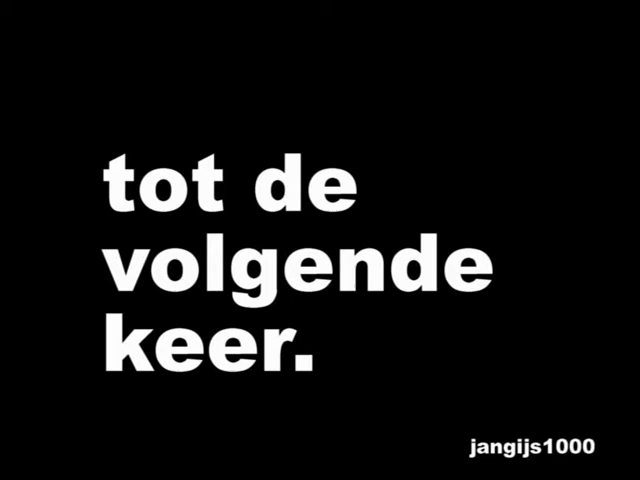 tot de
volgende
keer.
jangijs1000